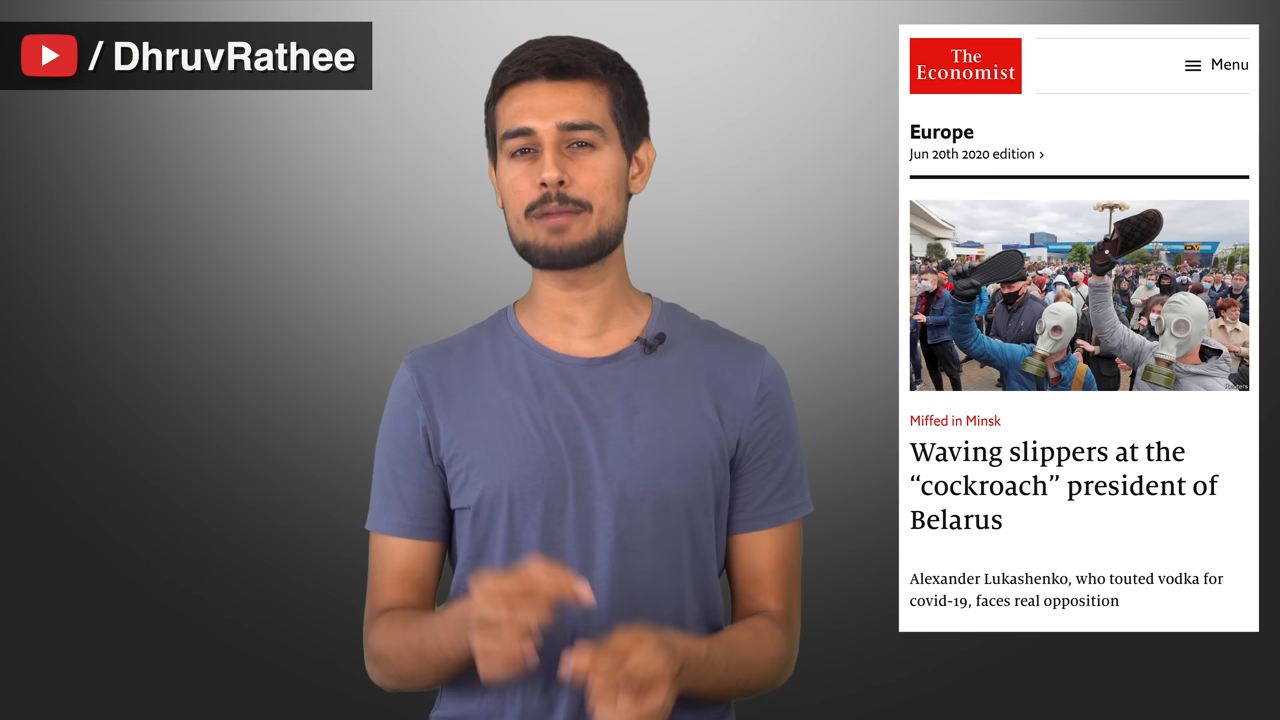 / DhruvRathee
The
Economist
Menu
Europe
Jun 20th 2020 edition ›
Reuters
Miffed in Minsk
Waving slippers at the
“cockroach” president of
Belarus
Alexander Lukashenko, who touted vodka for
covid-19, faces real opposition